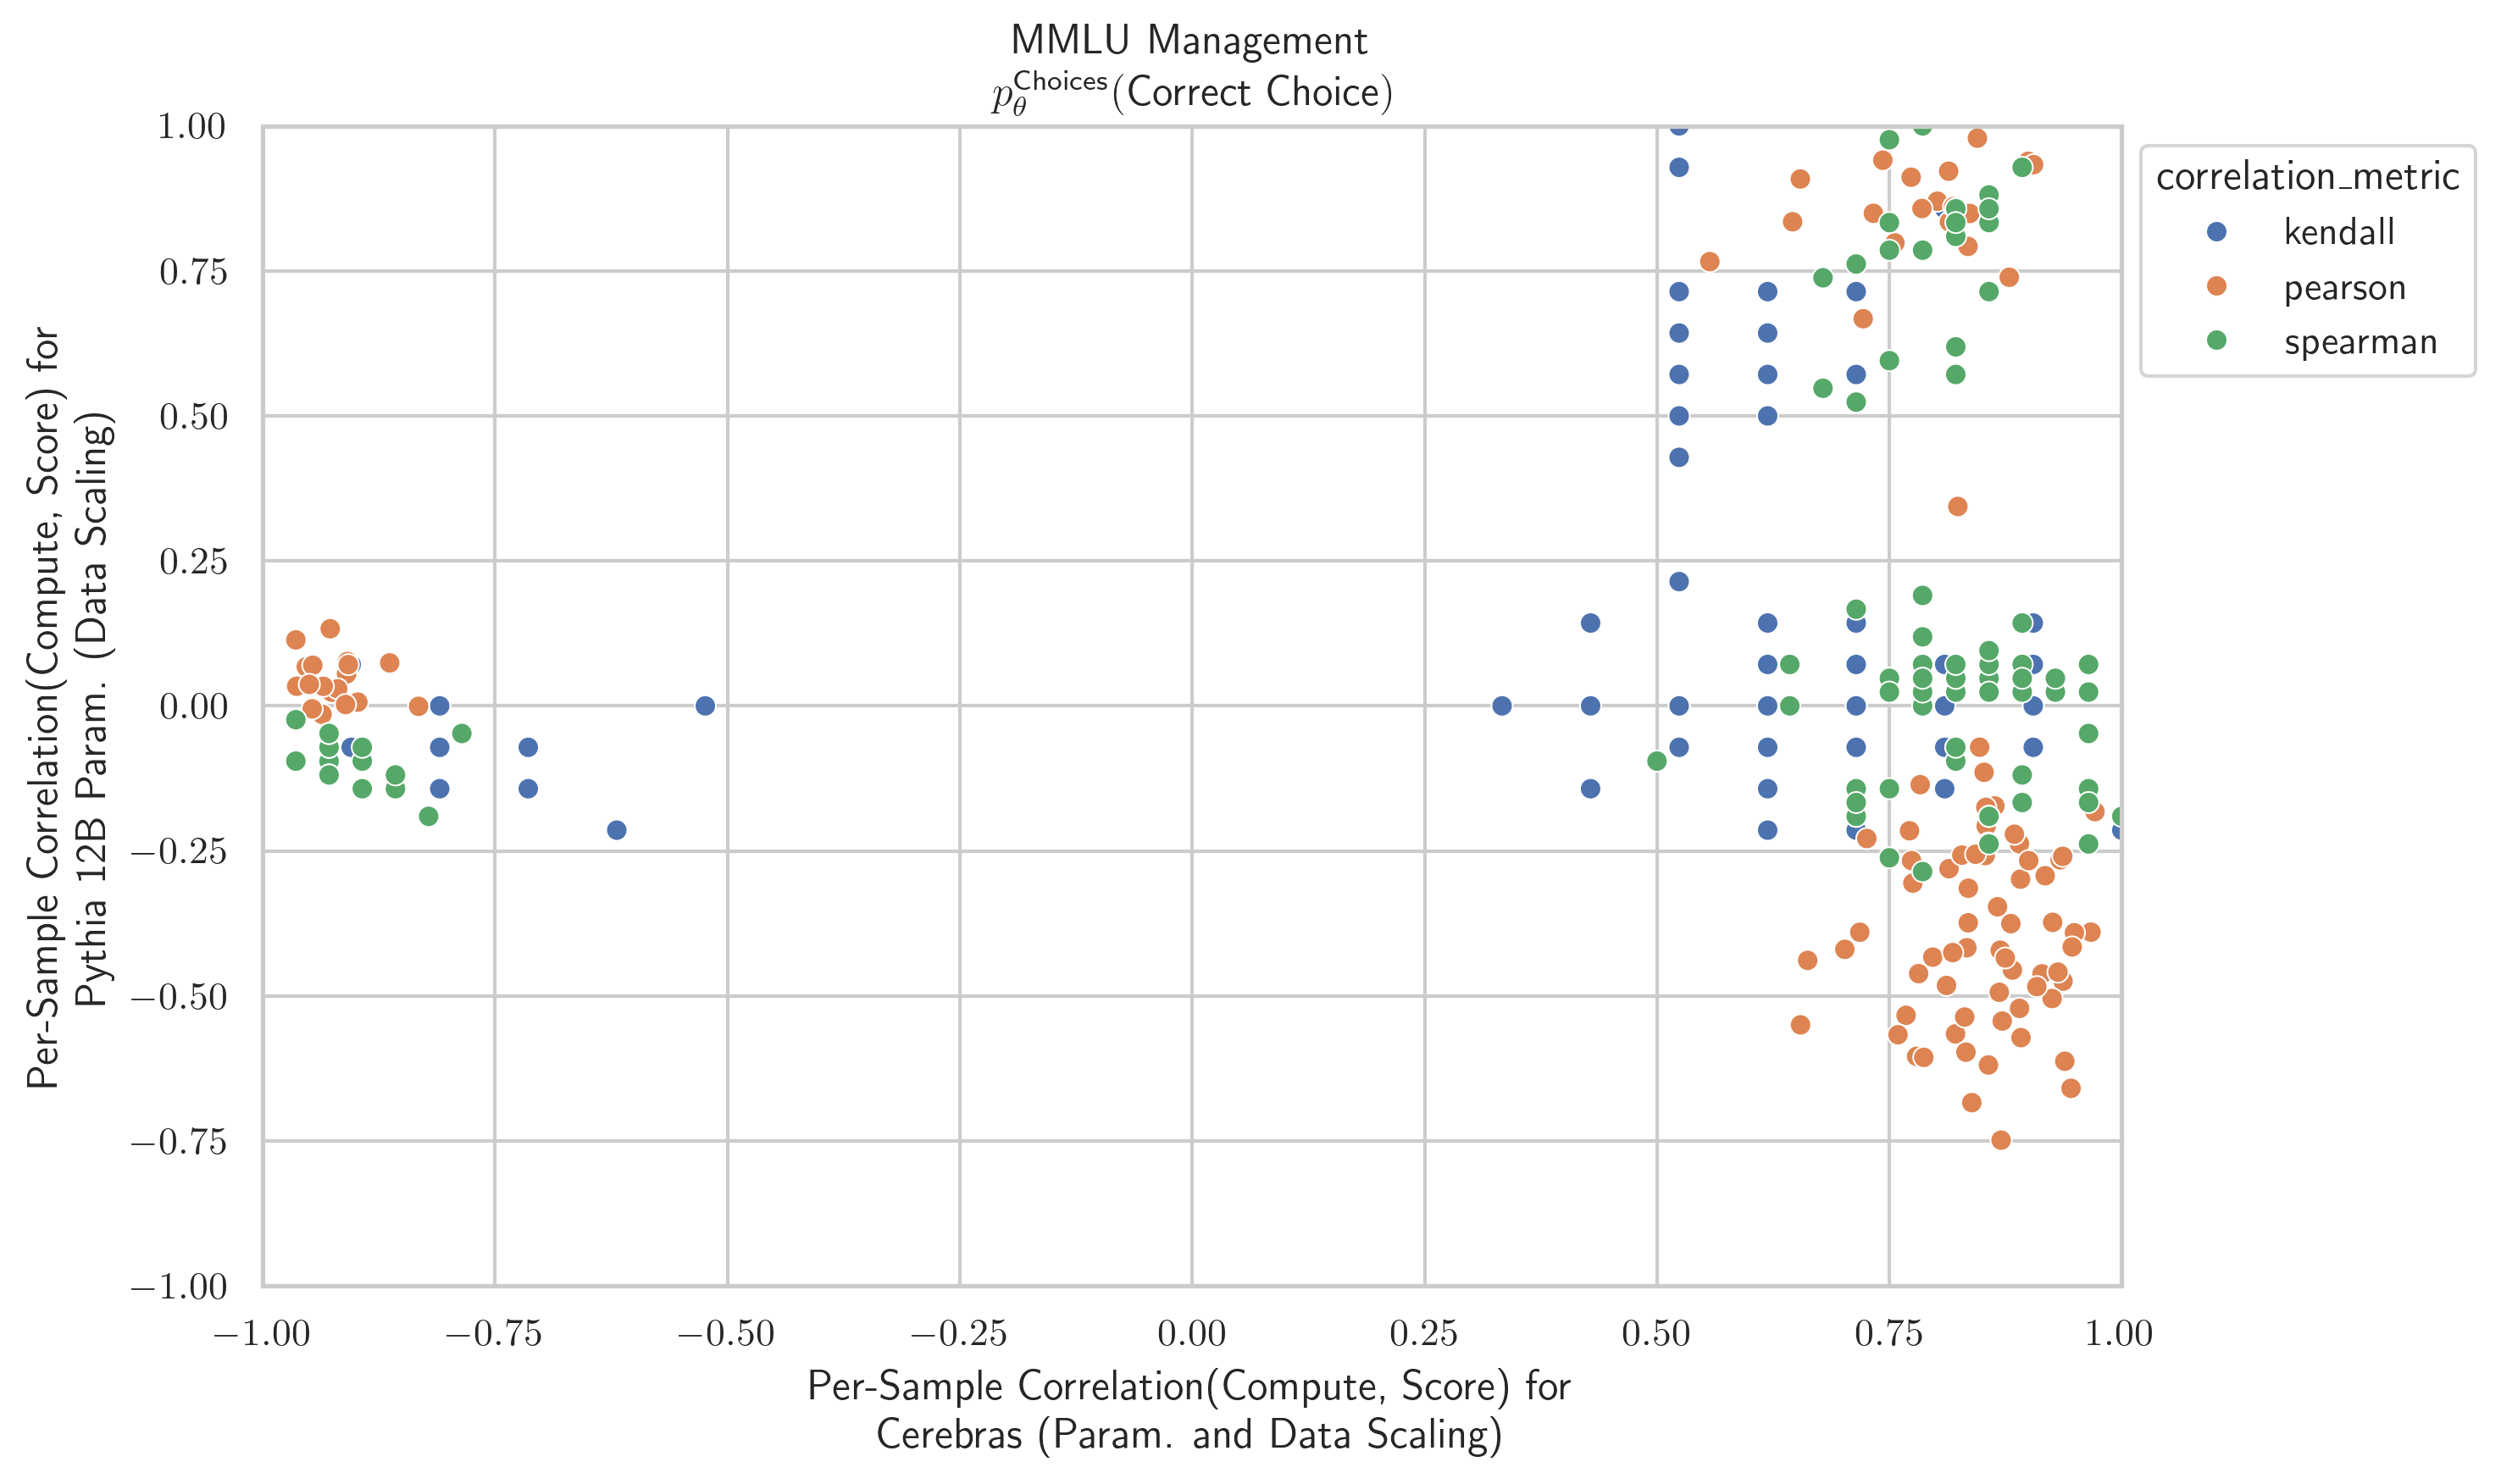 MMLU Management
p_θ^Choices(Correct Choice)
Per-Sample Correlation(Compute, Score) for
Pythia 12B Param. (Data Scaling)
1.00
0.75
0.50
0.25
0.00
−0.25
−0.50
−0.75
−1.00
correlation_metric
kendall
pearson
spearman
−1.00 −0.75 −0.50 −0.25 0.00 0.25 0.50 0.75 1.00
Per-Sample Correlation(Compute, Score) for
Cerebras (Param. and Data Scaling)